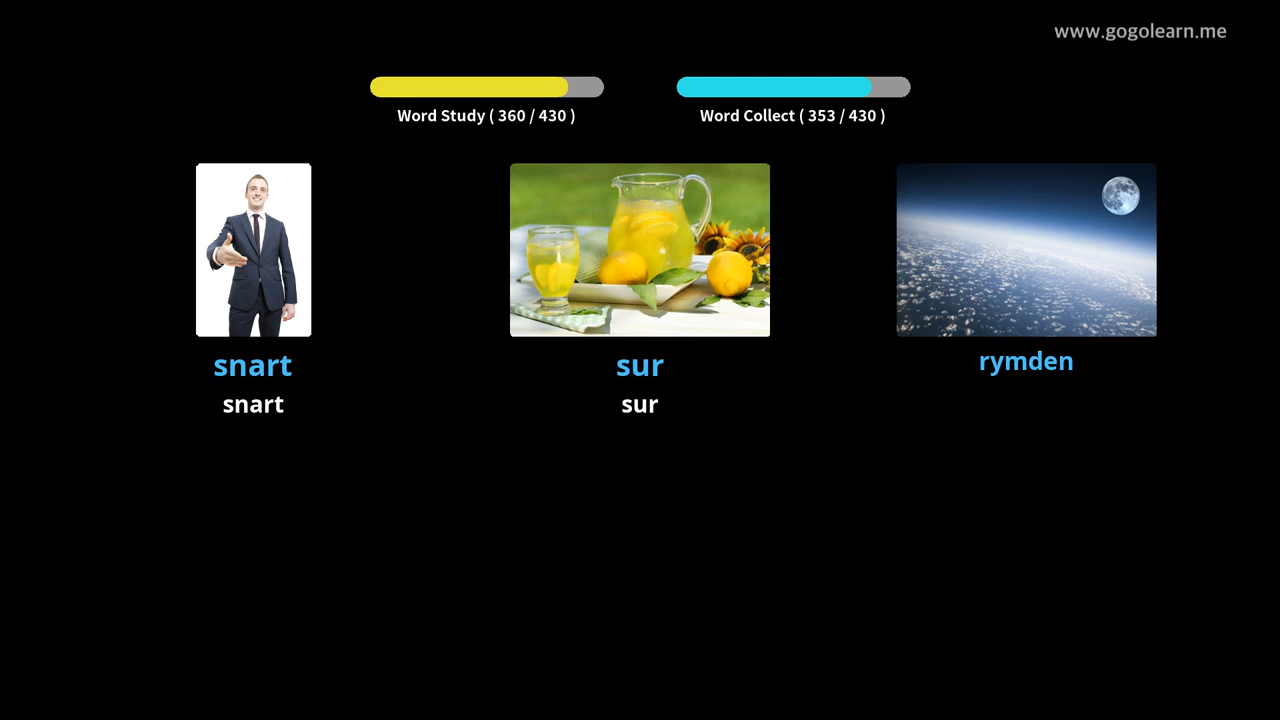 www.gogolearn.me
Word Study ( 360 / 430 )
Word Collect ( 353 / 430 )
snart
sur
rymden
snart
sur